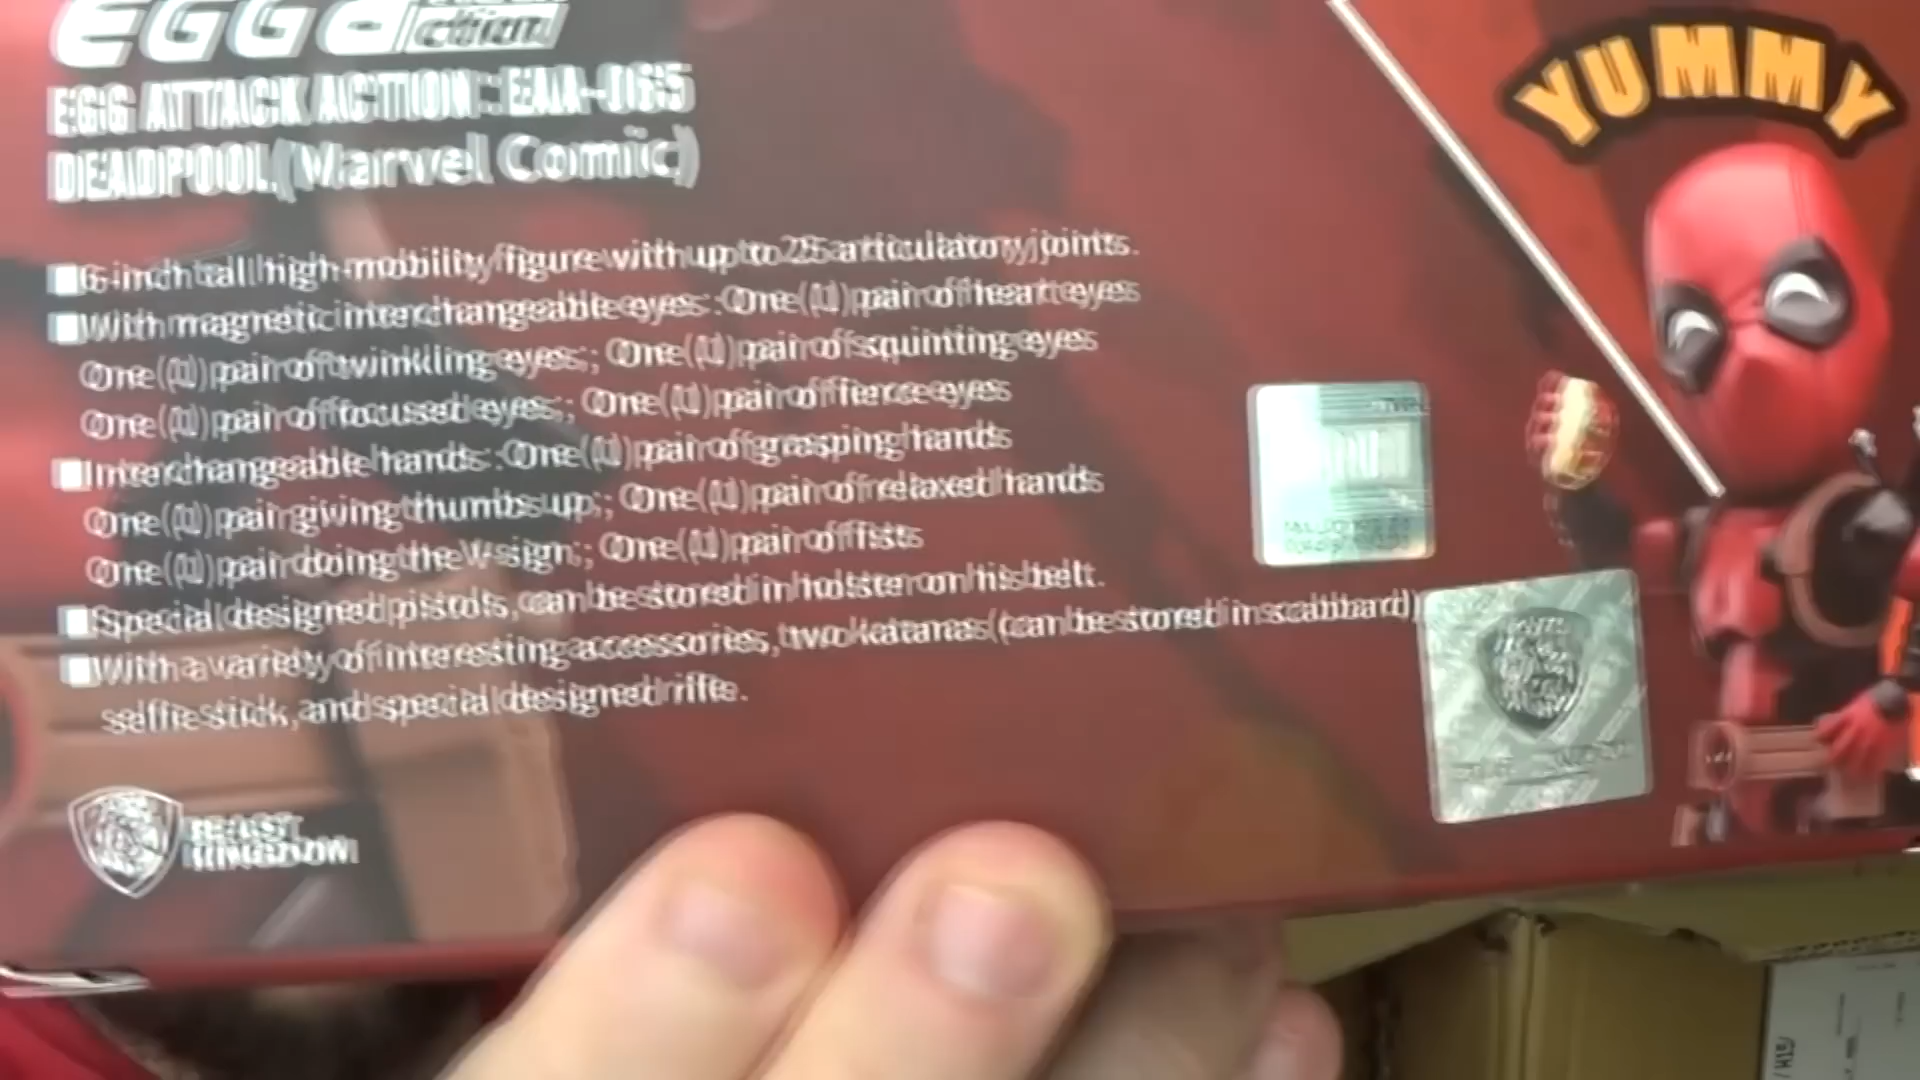 EGG
Action
EGG ATTACK ACTION : EAA-065
DEADPOOL (Marvel Comic)
YUMMY
■6-inch tall high-mobility figure with up to 25 articulatory joints.
■With magnetic interchangeable eyes : One (1) pair of heart eyes
One (1) pair of twinkling eyes ; One (1) pair of squinting eyes
One (1) pair of focused eyes ; One (1) pair of fierce eyes
■Interchangeable hands : One (1) pair of grasping hands
One (1) pair giving thumbs up ; One (1) pair of relaxed hands
One (1) pair doing the V-sign ; One (1) pair of fists
■Special designed pistols, can be stored in holster on his belt.
■With a variety of interesting accessories, two katanas (can be stored in scabbard),
selfie stick, and special designed rifle.
BEAST
KINGDOM